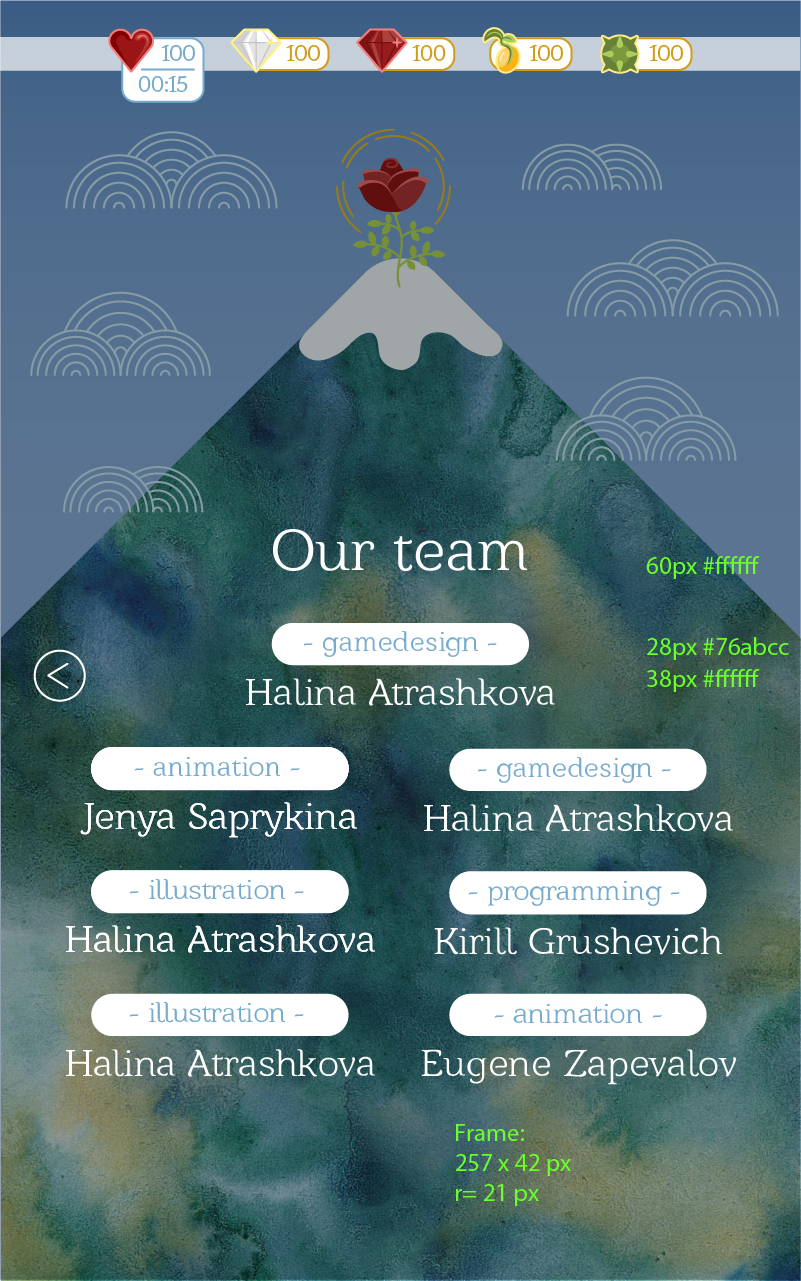 100 100 100 100 100
00:15
Our team
60px #ffffff
- gamedesign -
28px #76abcc
Halina Atrashkova
38px #ffffff
- animation -
- gamedesign -
Jenya Saprykina
Halina Atrashkova
- illustration -
- programming -
Halina Atrashkova
Kirill Grushevich
- illustration -
- animation -
Halina Atrashkova
Eugene Zapevalov
Frame:
257 x 42 px
r= 21 px